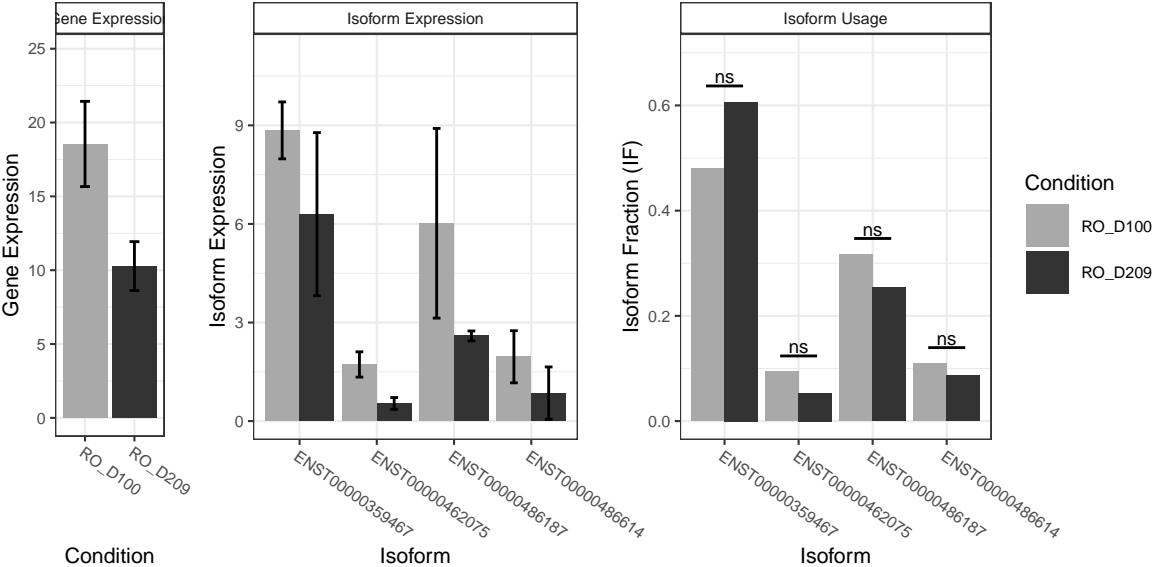 Gene Expression
Isoform Expression
Isoform Usage
Gene Expression
25
20
15
10
5
0
RO_D100
RO_D209
Condition
Isoform Expression
9
6
3
0
ENST00000359467
ENST00000462075
ENST00000486187
ENST00000486614
Isoform
Isoform Fraction (IF)
0.6
0.4
0.2
0.0
ns
ns
ns
ns
ENST00000359467
ENST00000462075
ENST00000486187
ENST00000486614
Isoform
Condition
RO_D100
RO_D209